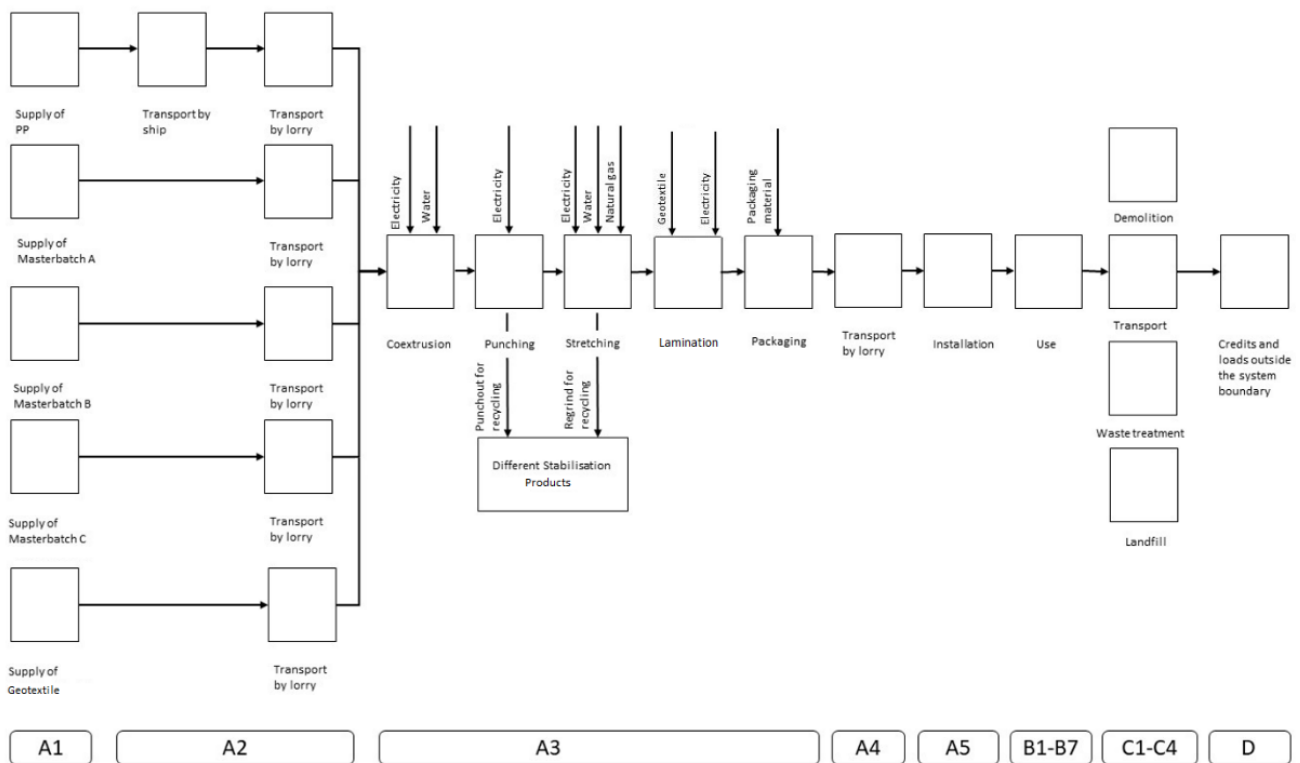 Supply of
PP
Transport by
ship
Transport
by lorry
Supply of
Masterbatch A
Transport
by lorry
Supply of
Masterbatch B
Transport
by lorry
Supply of
Masterbatch C
Transport
by lorry
Supply of
Geotextile
Transport
by lorry
Electricity
Water
Electricity
Electricity
Water
Natural gas
Geotextile
Electricity
Packaging
material
Coextrusion
Punching
Stretching
Lamination
Packaging
Transport
by lorry
Installation
Use
Demolition
Transport
Waste treatment
Landfill
Credits and
loads outside
the system
boundary
Punchout for
recycling
Regrind for
recycling
Different Stabilisation
Products
A1
A2
A3
A4
A5
B1-B7
C1-C4
D